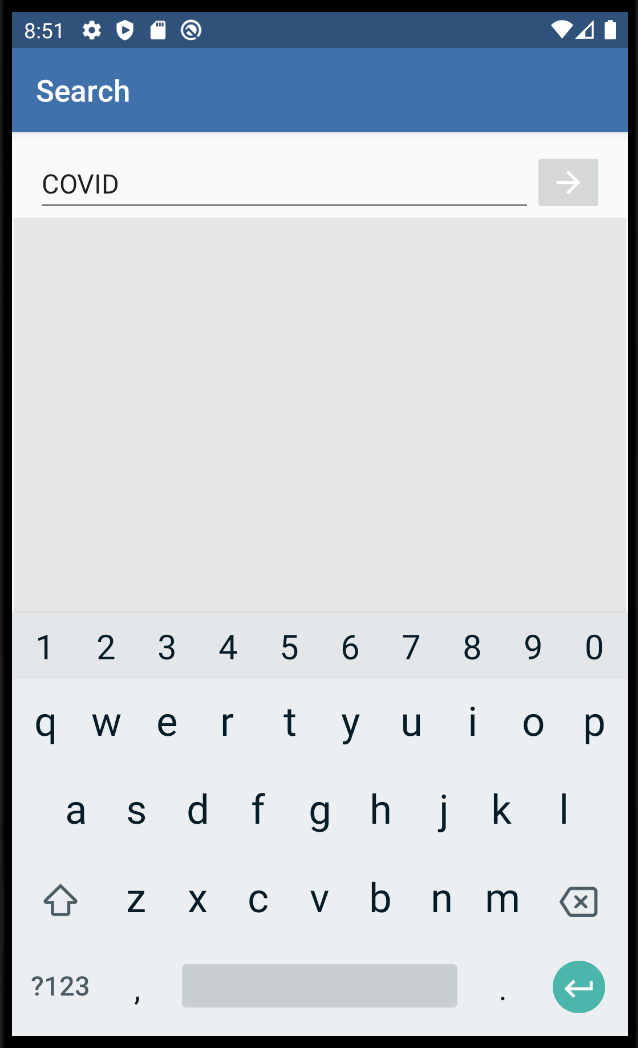 8:51
Search
COVID
1 2 3 4 5 6 7 8 9 0
q w e r t y u i o p
a s d f g h j k l
z x c v b n m
?123 , .